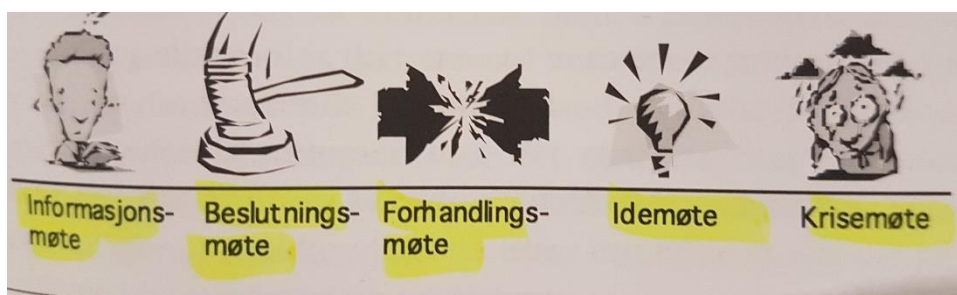 Informasjons-
møte
Beslutnings-
møte
Forhandlings-
møte
Idemøte
Krisemøte